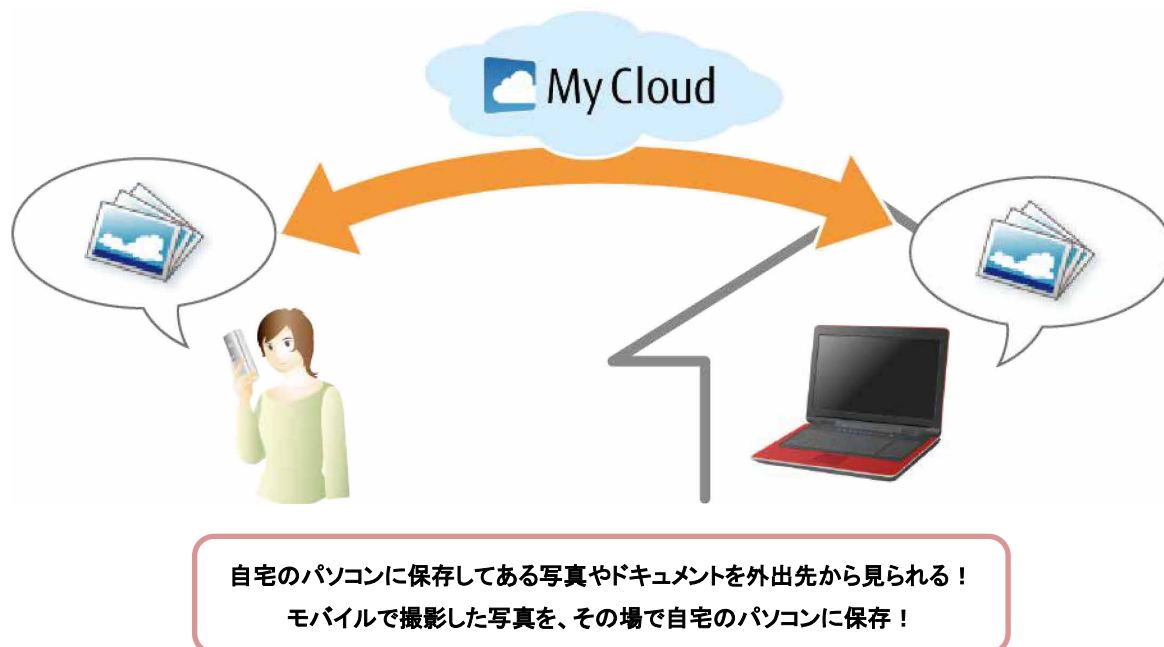 My Cloud
自宅のパソコンに保存してある写真やドキュメントを外出先から見られる！
モバイルで撮影した写真を、その場で自宅のパソコンに保存！